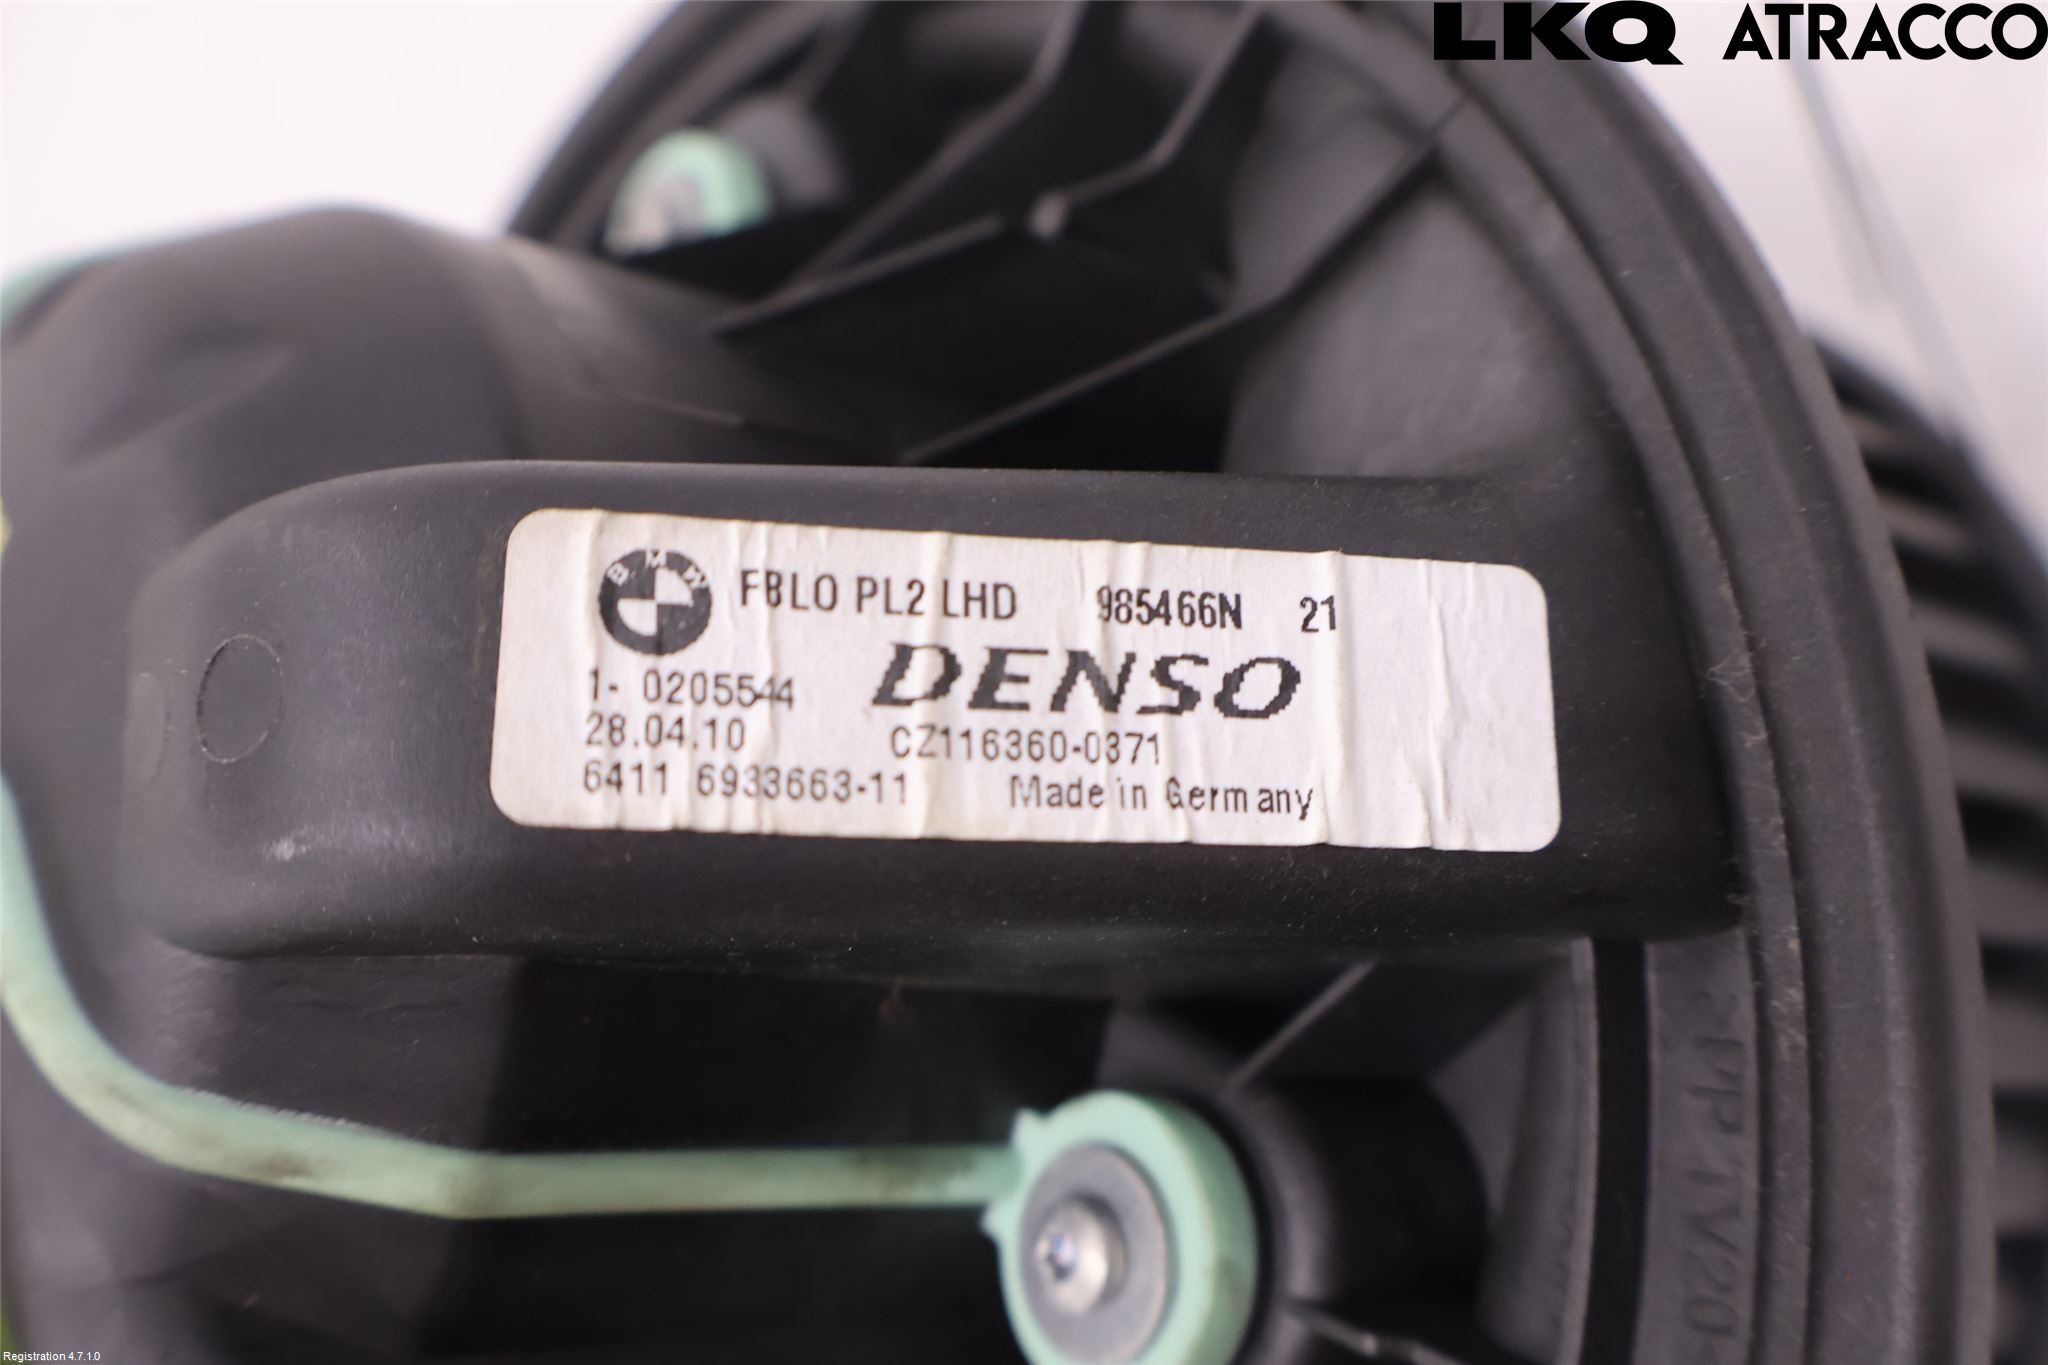 LKQ ATRACCO
BMW FBLO PL2 LHD 985466N 21
DENSO
1- 0205544
28.04.10 CZ116360-0371
6411 6933663-11 Made in Germany
Registration 4.7.1.0